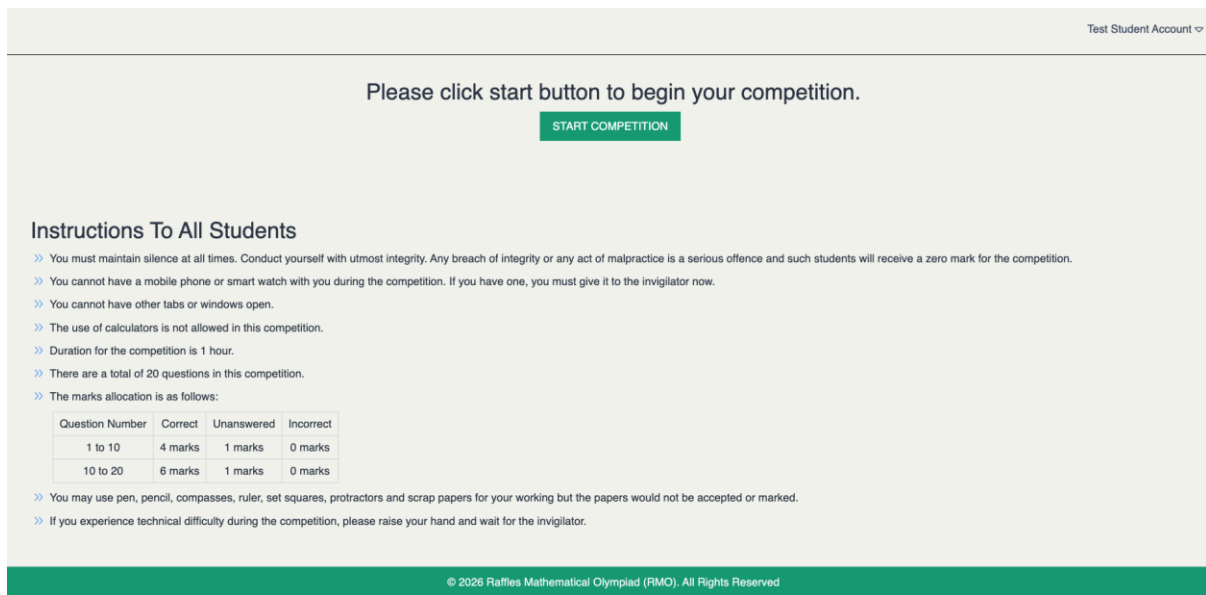 Test Student Account
Please click start button to begin your competition.
START COMPETITION
Instructions To All Students
You must maintain silence at all times. Conduct yourself with utmost integrity. Any breach of integrity or any act of malpractice is a serious offence and such students will receive a zero mark for the competition.
You cannot have a mobile phone or smart watch with you during the competition. If you have one, you must give it to the invigilator now.
You cannot have other tabs or windows open.
The use of calculators is not allowed in this competition.
Duration for the competition is 1 hour.
There are a total of 20 questions in this competition.
The marks allocation is as follows:
Question Number Correct Unanswered Incorrect
1 to 10 4 marks 1 marks 0 marks
10 to 20 6 marks 1 marks 0 marks
You may use pen, pencil, compasses, ruler, set squares, protractors and scrap papers for your working but the papers would not be accepted or marked.
If you experience technical difficulty during the competition, please raise your hand and wait for the invigilator.
© 2026 Raffles Mathematical Olympiad (RMO). All Rights Reserved